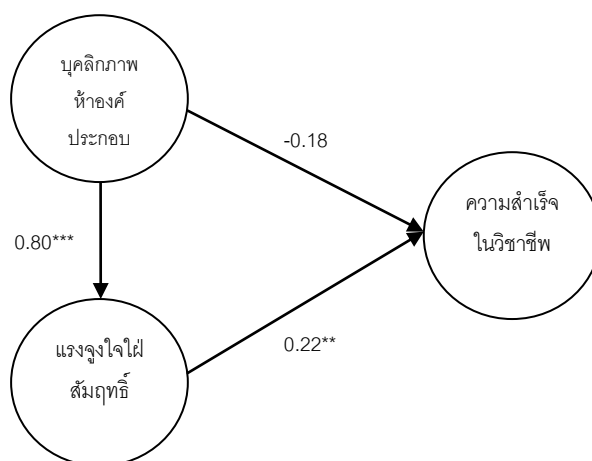 บุคลิกภาพ
ห้าองค์
ประกอบ
-0.18
ความสำเร็จ
ในวิชาชีพ
0.80***
แรงจูงใจใฝ่
สัมฤทธิ์
0.22**